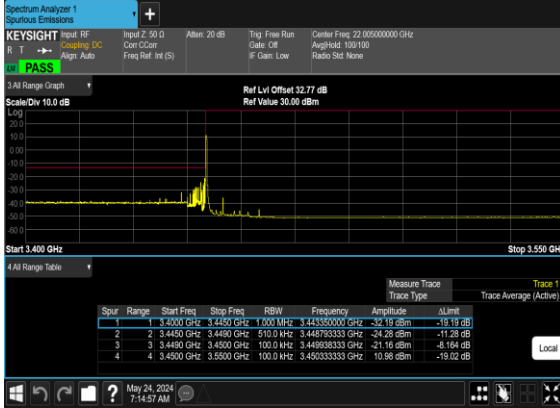 Spectrum Analyzer 1
Spurious Emissions
+
KEYSIGHT Input: RF Input Z: 50 Ω Atten: 20 dB Trig: Free Run Center Freq: 22.005000000 GHz
R T Coupling: DC Corr CCorr Gate: Off Avg|Hold: 100/100
Align: Auto Freq Ref: Int (S) IF Gain: Low Radio Std: None
LXI PASS
3.All Range Graph Ref Lvl Offset 32.77 dB
Scale/Div 10.0 dB Ref Value 30.00 dBm
Log
20.0
10.0
0.00
-10.0
-20.0
-30.0
-40.0
-50.0
-60.0
Start 3.400 GHz Stop 3.550 GH
4.All Range Table
Measure Trace Trace 1
Trace Type Trace Average (Active)
Spur Range Start Freq Stop Freq RBW Frequency Amplitude ΔLimit
1 1 3.4000 GHz 3.4450 GHz 1.000 MHz 3.443350000 GHz -32.19 dBm -19.19 dB
2 2 3.4450 GHz 3.4490 GHz 510.0 kHz 3.448793333 GHz -24.28 dBm -11.28 dB
3 3 3.4490 GHz 3.4500 GHz 100.0 kHz 3.449938333 GHz -21.16 dBm -8.164 dB
4 4 3.4500 GHz 3.5500 GHz 100.0 kHz 3.450333333 GHz 10.98 dBm -19.02 dB
Local
? May 24, 2024
7:14:57 AM